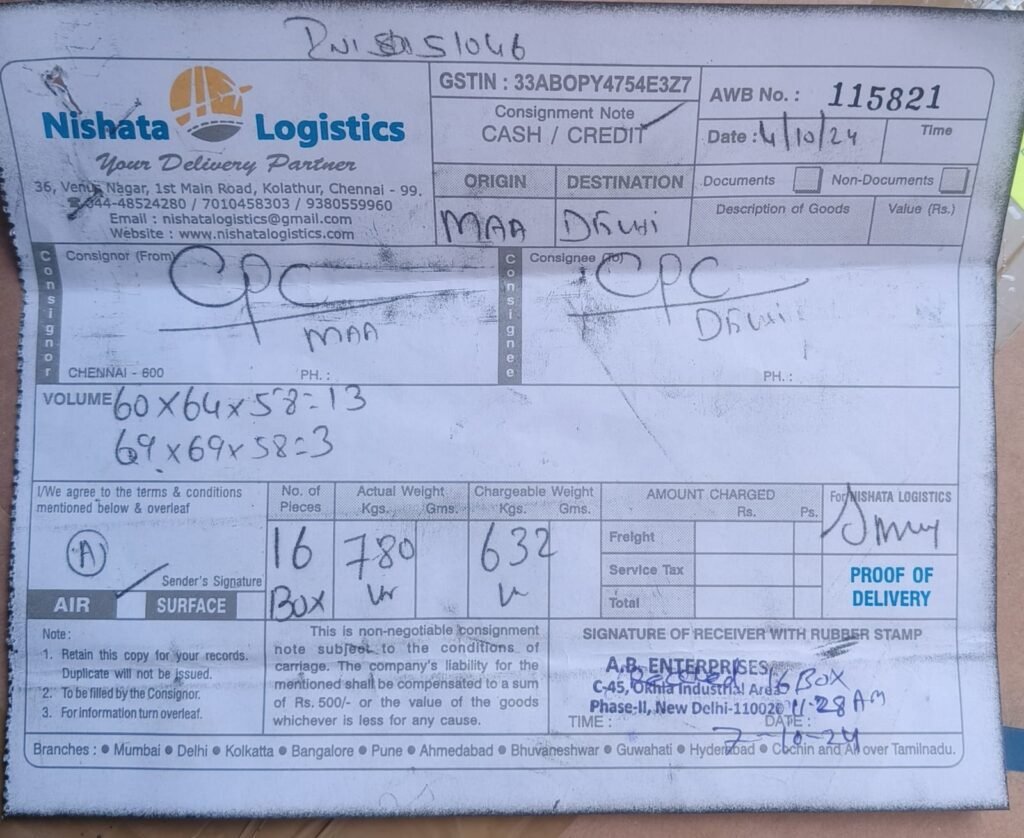 51046
Nishata Logistics
Your Delivery Partner
36, Venus Nagar, 1st Main Road, Kolathur, Chennai - 99.
044-48524280 / 7010458303 / 9380559960
Email : nishatalogistics@gmail.com
Website : www.nishatalogistics.com
GSTIN : 33ABOPY4754E3Z7
Consignment Note
CASH / CREDIT
AWB No. : 115821
Date : 4/10/24 Time
ORIGIN DESTINATION
MAA DELHI
Documents Non-Documents
Description of Goods Value (Rs.)
Consignor
Consignor (From)
CPC
MAA
CHENNAI - 600 PH. :
Consignee
Consignee (To)
CPC
DELHI
PH. :
VOLUME 60x64x58=13
69x69x58=3
I/We agree to the terms & conditions
mentioned below & overleaf
A
Sender's Signature
AIR SURFACE
No. of Pieces
16
BOX
Actual Weight
Kgs. Gms.
780
Chargeable Weight
Kgs. Gms.
632
AMOUNT CHARGED
Rs. Ps.
Freight
Service Tax
Total
For NISHATA LOGISTICS
PROOF OF
DELIVERY
Note :
1. Retain this copy for your records.
Duplicate will not be issued.
2. To be filled by the Consignor.
3. For information turn overleaf.
This is non-negotiable consignment
note subject to the conditions of
carriage. The company's liability for the
mentioned shall be compensated to a sum
of Rs. 500/- or the value of the goods
whichever is less for any cause.
SIGNATURE OF RECEIVER WITH RUBBER STAMP
A.B. ENTERPRISES
C-45, Okhla Industrial Area
Phase-II, New Delhi-110020
Received 16 BOX
11:28 AM
TIME : DATE :
7-10-24
Branches : ● Mumbai ● Delhi ● Kolkatta ● Bangalore ● Pune ● Ahmedabad ● Bhuvaneshwar ● Guwahati ● Hyderabad ● Cochin and All over Tamilnadu.